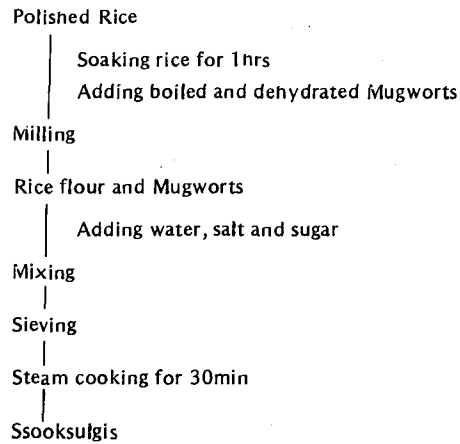 Polished Rice
Soaking rice for 1hrs
Adding boiled and dehydrated Mugworts
Milling
Rice flour and Mugworts
Adding water, salt and sugar
Mixing
Sieving
Steam cooking for 30min
Ssooksulgis